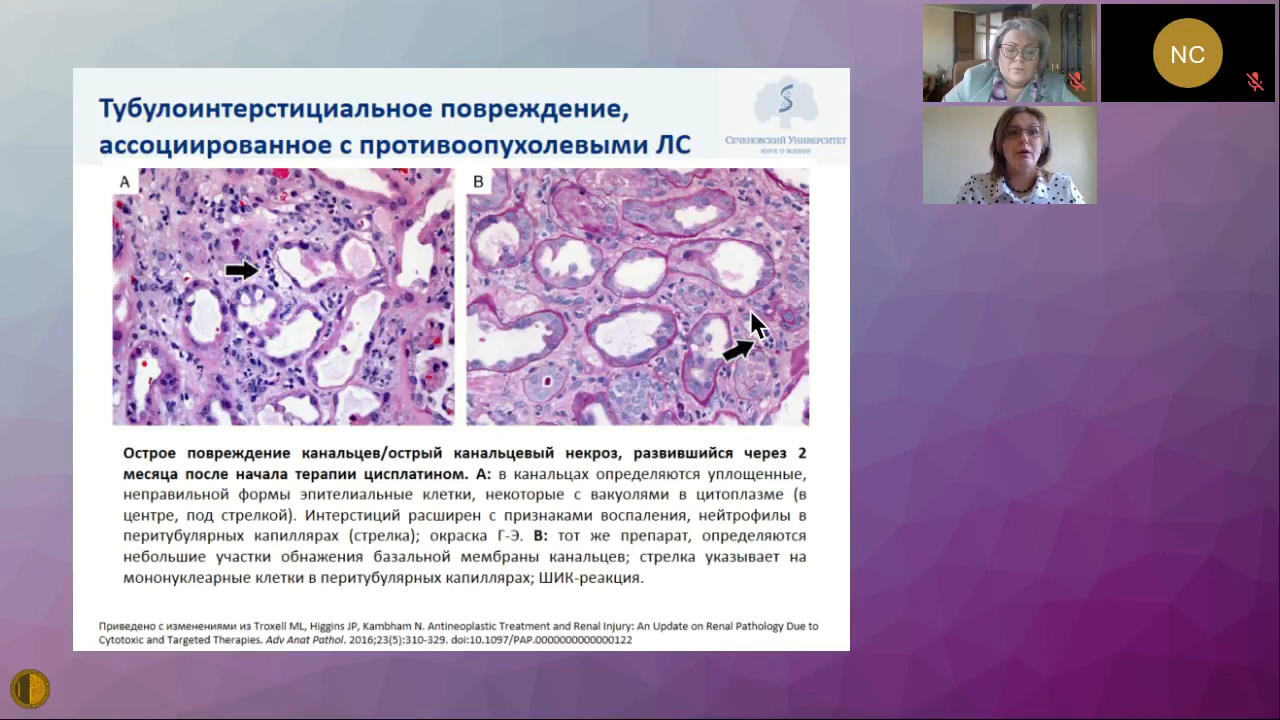 Тубулоинтерстициальное повреждение,
ассоциированное с противоопухолевыми ЛС
СЕЧЕНОВСКИЙ УНИВЕРСИТЕТ
НАУК О ЖИЗНИ
A
B
Острое повреждение канальцев/острый канальцевый некроз, развившийся через 2
месяца после начала терапии цисплатином. А: в канальцах определяются уплощенные,
неправильной формы эпителиальные клетки, некоторые с вакуолями в цитоплазме (в
центре, под стрелкой). Интерстиций расширен с признаками воспаления, нейтрофилы в
перитубулярных капиллярах (стрелка); окраска Г-Э. В: тот же препарат, определяются
небольшие участки обнажения базальной мембраны канальцев; стрелка указывает на
мононуклеарные клетки в перитубулярных капиллярах; ШИК-реакция.
Приведено с изменениями из Troxell ML, Higgins JP, Kambham N. Antineoplastic Treatment and Renal Injury: An Update on Renal Pathology Due to
Cytotoxic and Targeted Therapies. Adv Anat Pathol. 2016;23(5):310-329. doi:10.1097/PAP.0000000000000122
NC